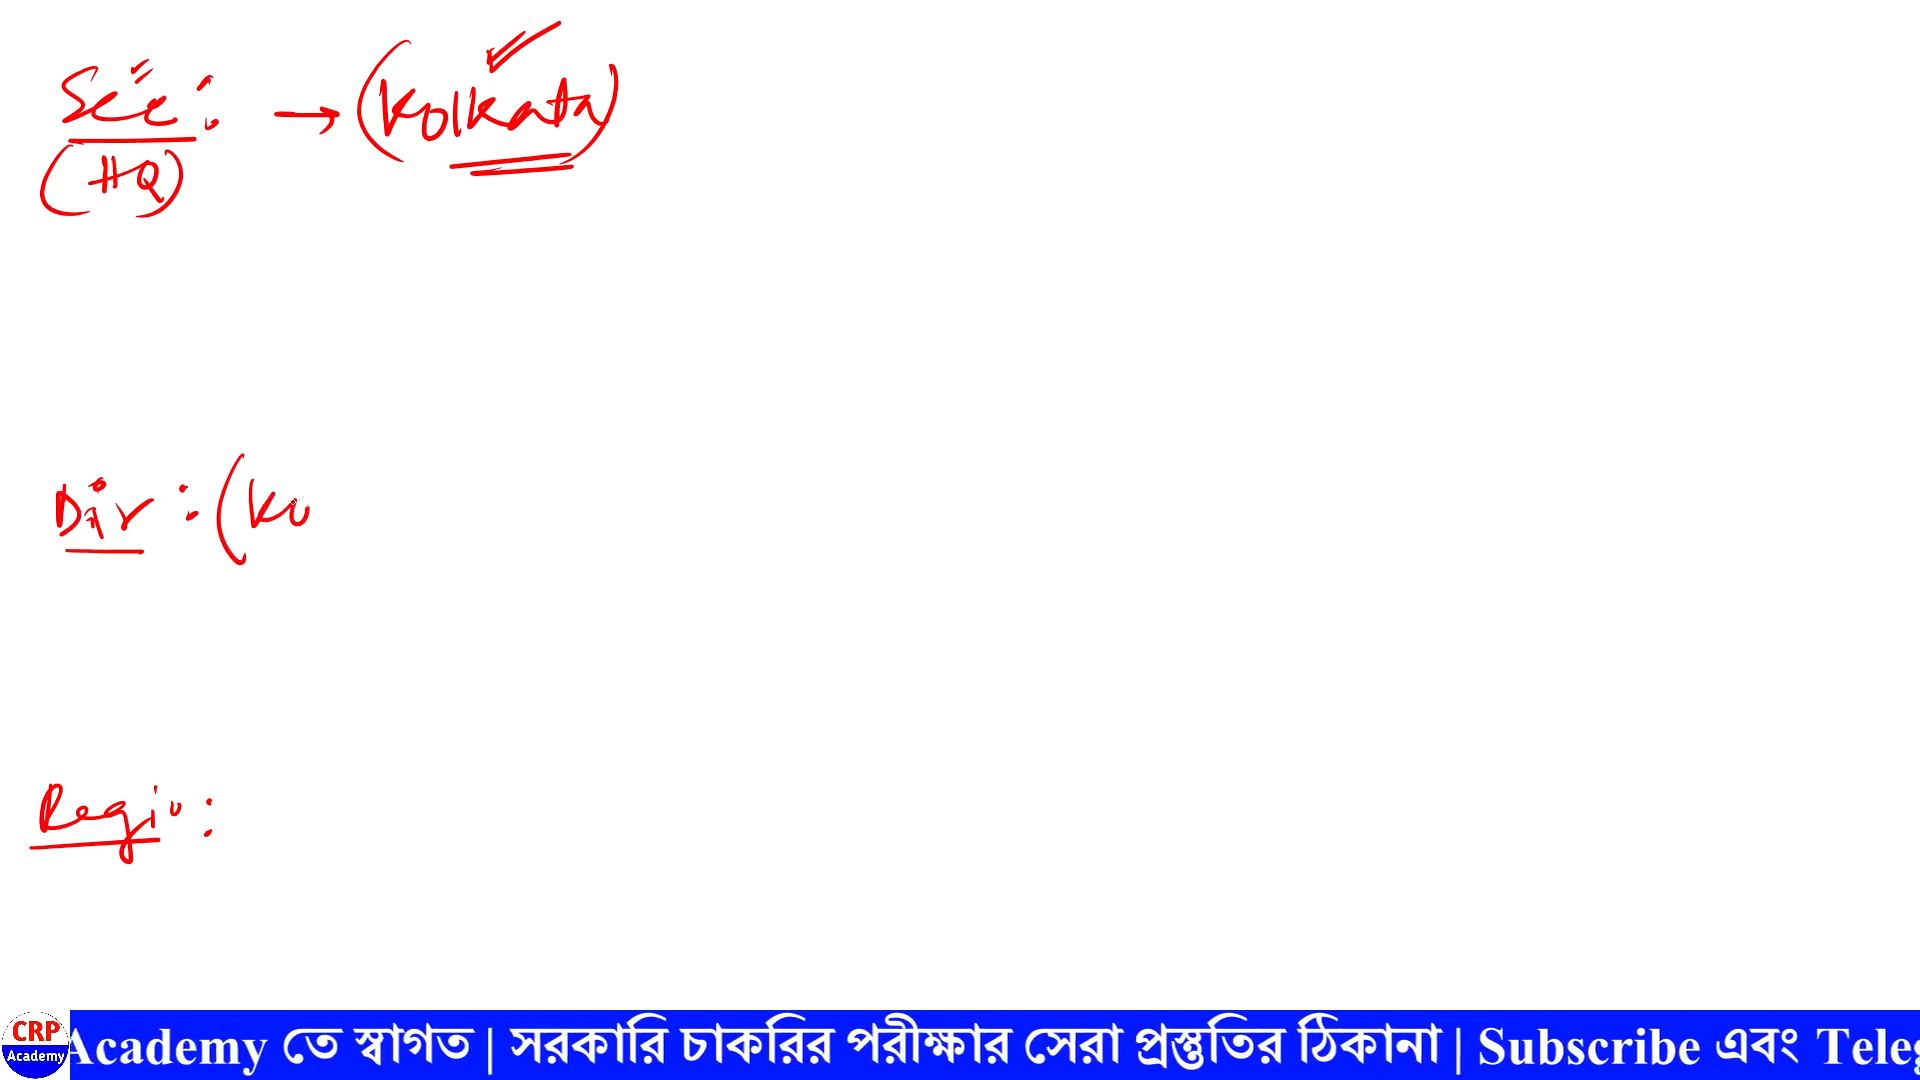 Sec: → (Kolkata)
(HQ)
Dir: (Ko
Regio:
CRP
Academy
Academy তে স্বাগত | সরকারি চাকরির পরীক্ষার সেরা প্রস্তুতির ঠিকানা | Subscribe এবং Teleg